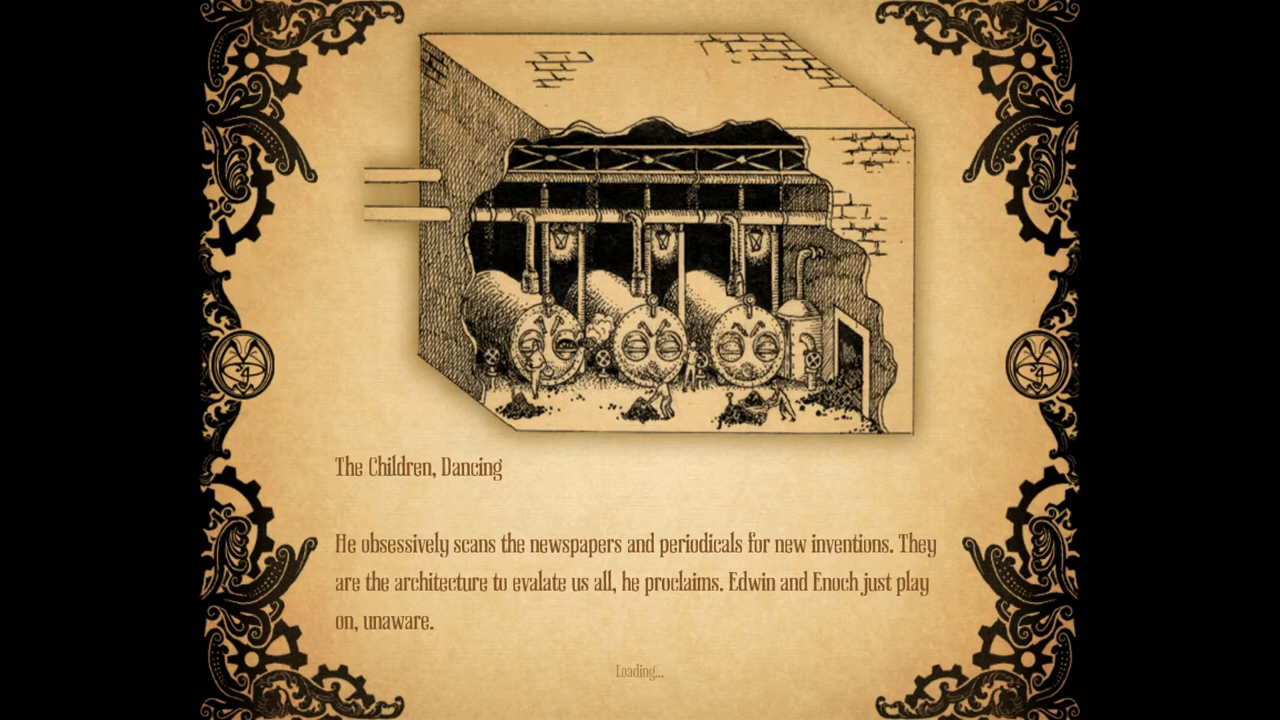 The Children, Dancing
He obsessively scans the newspapers and periodicals for new inventions. They
are the architecture to evalate us all, he proclaims. Edwin and Enoch just play
on, unaware.
Loading...